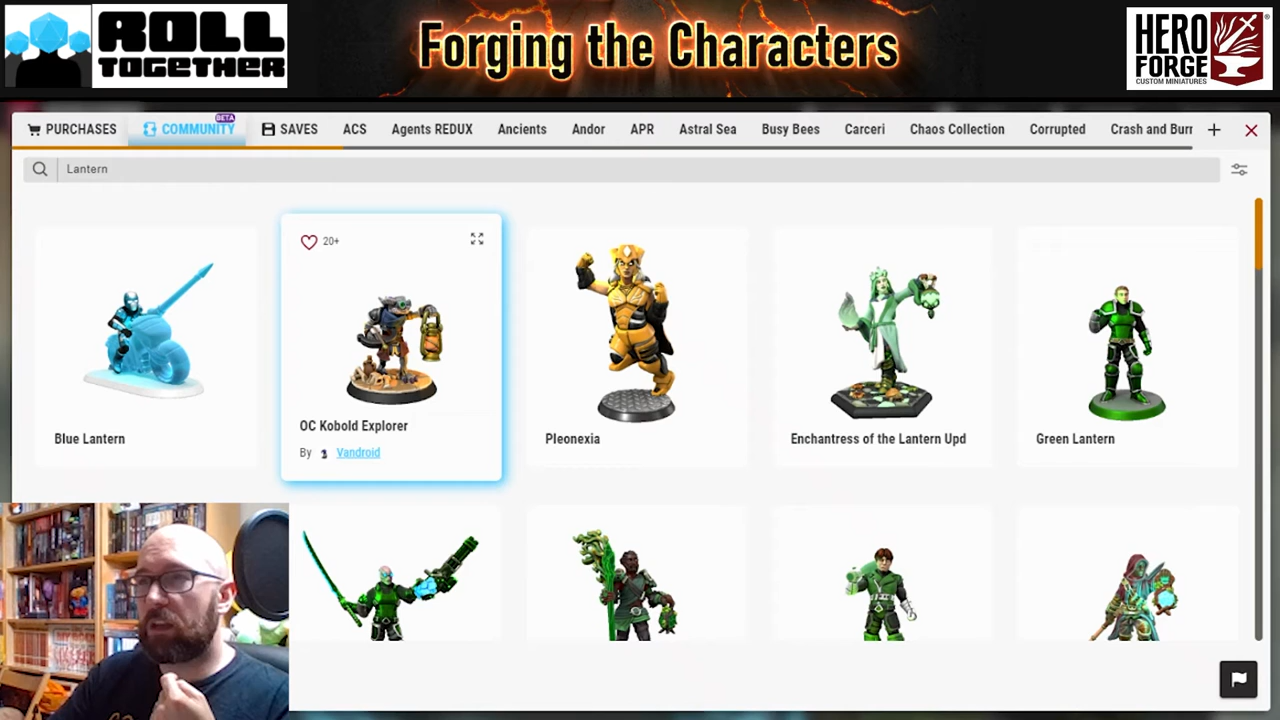 ROLL
TOGETHER
Forging the Characters
HERO
FORGE®
CUSTOM MINIATURES
PURCHASES
COMMUNITY
BETA
SAVES
ACS
Agents REDUX
Ancients
Andor
APR
Astral Sea
Busy Bees
Carceri
Chaos Collection
Corrupted
Crash and Burr
Lantern
20+
Blue Lantern
OC Kobold Explorer
By Vandroid
Pleonexia
Enchantress of the Lantern Upd
Green Lantern